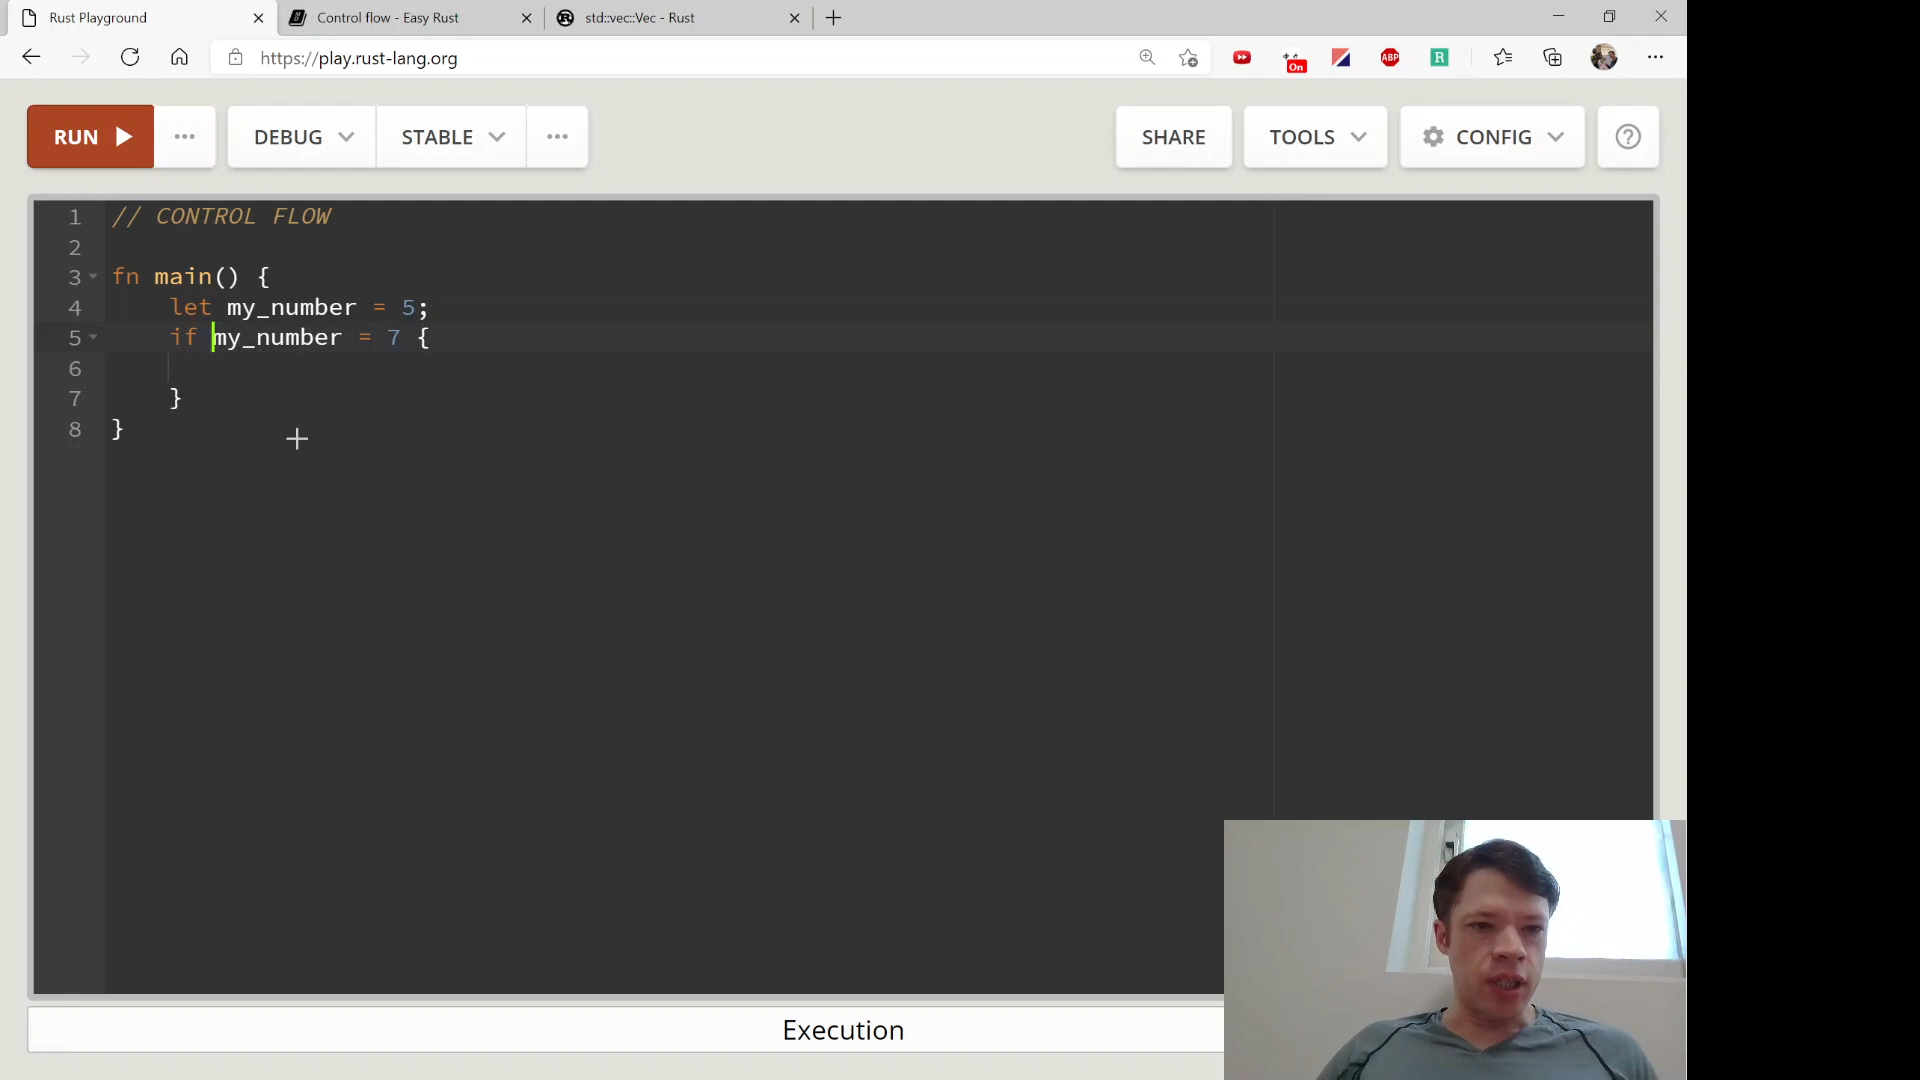 Rust Playground
Control flow - Easy Rust
std::vec::Vec - Rust
https://play.rust-lang.org
On
ABP
R
RUN
DEBUG
STABLE
SHARE
TOOLS
CONFIG
?
1 // CONTROL FLOW
2
3 fn main() {
4 let my_number = 5;
5 if my_number = 7 {
6
7 }
8 }
Execution